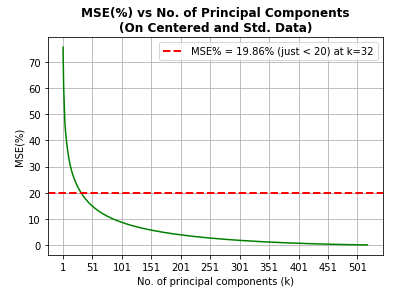 MSE(%) vs No. of Principal Components
(On Centered and Std. Data)
MSE% = 19.86% (just < 20) at k=32
MSE(%)
70
60
50
40
30
20
10
0
1 51 101 151 201 251 301 351 401 451 501
No. of principal components (k)